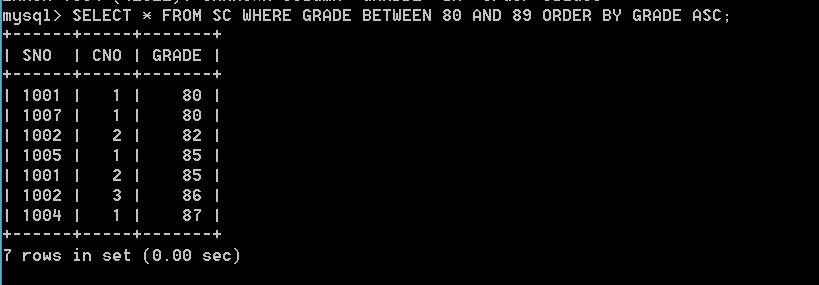 mysql> SELECT * FROM SC WHERE GRADE BETWEEN 80 AND 89 ORDER BY GRADE ASC;
+------+-----+-------+
| SNO  | CNO | GRADE |
+------+-----+-------+
| 1001 |   1 |    80 |
| 1007 |   1 |    80 |
| 1002 |   2 |    82 |
| 1005 |   1 |    85 |
| 1001 |   2 |    85 |
| 1002 |   3 |    86 |
| 1004 |   1 |    87 |
+------+-----+-------+
7 rows in set (0.00 sec)